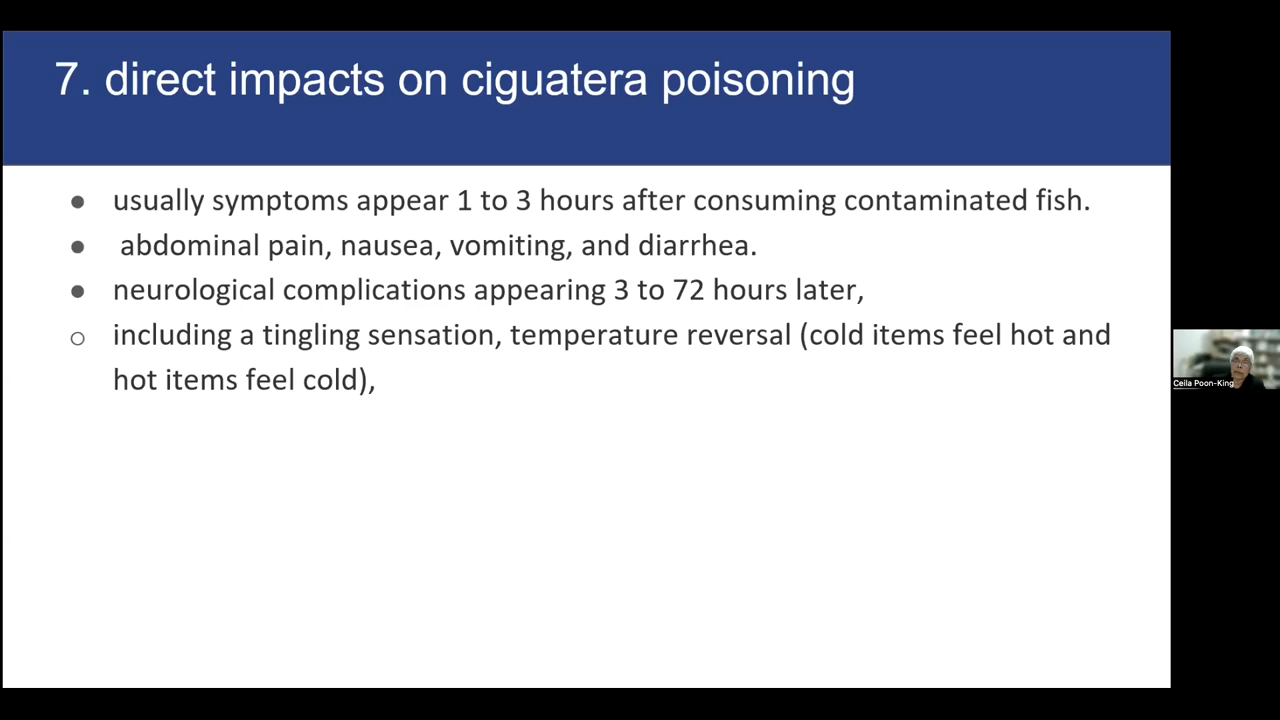 7. direct impacts on ciguatera poisoning
● usually symptoms appear 1 to 3 hours after consuming contaminated fish.
● abdominal pain, nausea, vomiting, and diarrhea.
● neurological complications appearing 3 to 72 hours later,
○ including a tingling sensation, temperature reversal (cold items feel hot and
hot items feel cold),
Ceila Poon-King